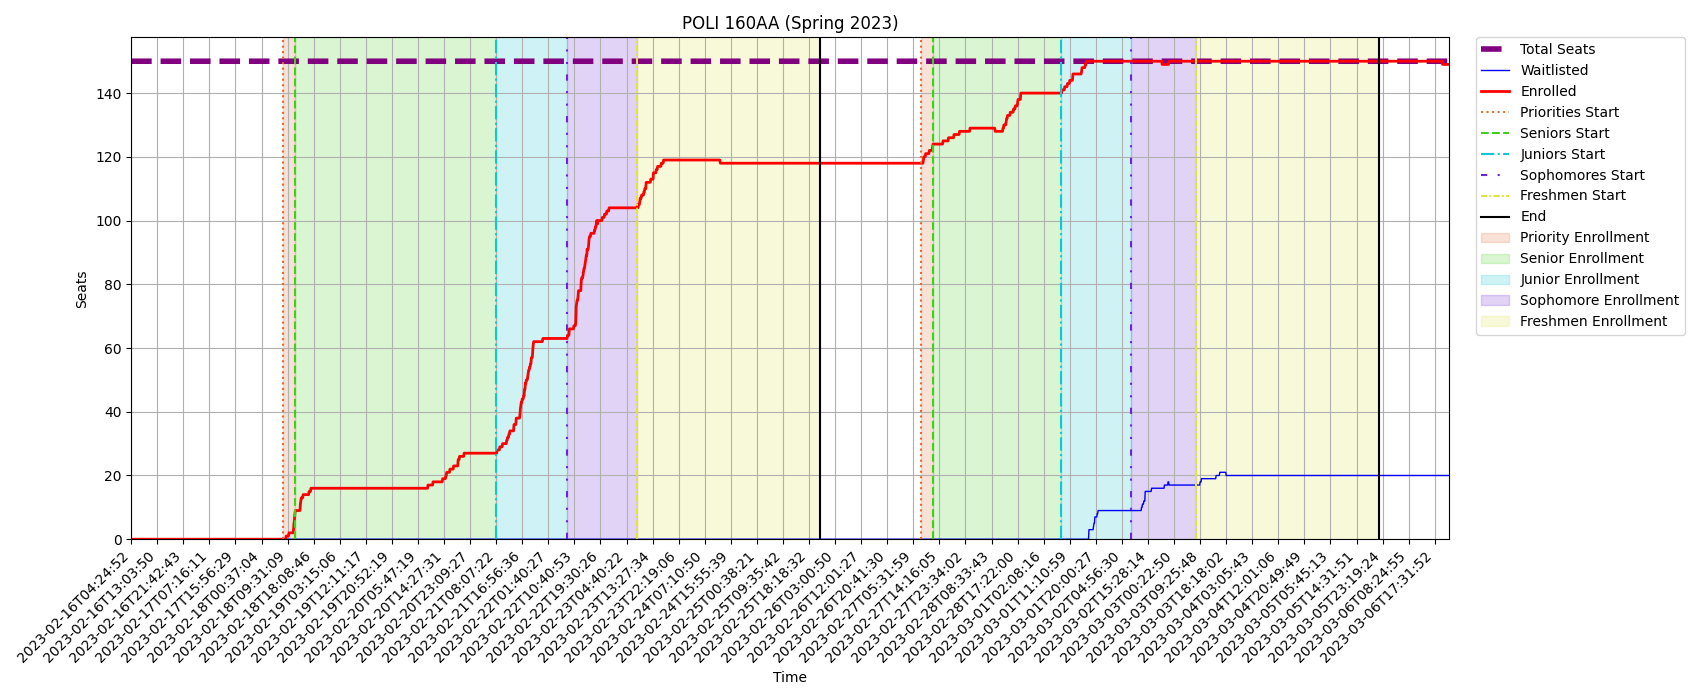 POLI 160AA (Spring 2023)
Seats
140
120
100
80
60
40
20
0
2023-02-16T04:24:52
2023-02-16T13:03:50
2023-02-16T21:42:43
2023-02-17T07:16:11
2023-02-17T15:56:29
2023-02-18T00:37:04
2023-02-18T09:31:09
2023-02-18T18:08:46
2023-02-19T03:15:06
2023-02-19T12:11:17
2023-02-19T20:52:19
2023-02-20T05:47:19
2023-02-20T14:27:31
2023-02-20T23:09:27
2023-02-21T08:07:22
2023-02-21T16:56:36
2023-02-22T01:40:27
2023-02-22T10:40:53
2023-02-22T19:30:26
2023-02-23T04:40:22
2023-02-23T13:27:34
2023-02-23T22:19:06
2023-02-24T07:10:50
2023-02-24T15:55:39
2023-02-25T00:38:21
2023-02-25T09:35:42
2023-02-25T18:18:32
2023-02-26T03:00:50
2023-02-26T12:01:27
2023-02-26T20:41:30
2023-02-27T05:31:59
2023-02-27T14:16:05
2023-02-27T23:34:02
2023-02-28T08:33:43
2023-02-28T17:22:00
2023-03-01T02:08:16
2023-03-01T11:10:59
2023-03-01T20:00:27
2023-03-02T04:56:30
2023-03-02T15:28:14
2023-03-03T00:22:50
2023-03-03T09:25:48
2023-03-03T18:18:02
2023-03-04T03:05:43
2023-03-04T12:01:06
2023-03-04T20:49:49
2023-03-05T05:45:13
2023-03-05T14:31:51
2023-03-05T23:19:24
2023-03-06T08:24:55
2023-03-06T17:31:52
Time
Total Seats
Waitlisted
Enrolled
Priorities Start
Seniors Start
Juniors Start
Sophomores Start
Freshmen Start
End
Priority Enrollment
Senior Enrollment
Junior Enrollment
Sophomore Enrollment
Freshmen Enrollment